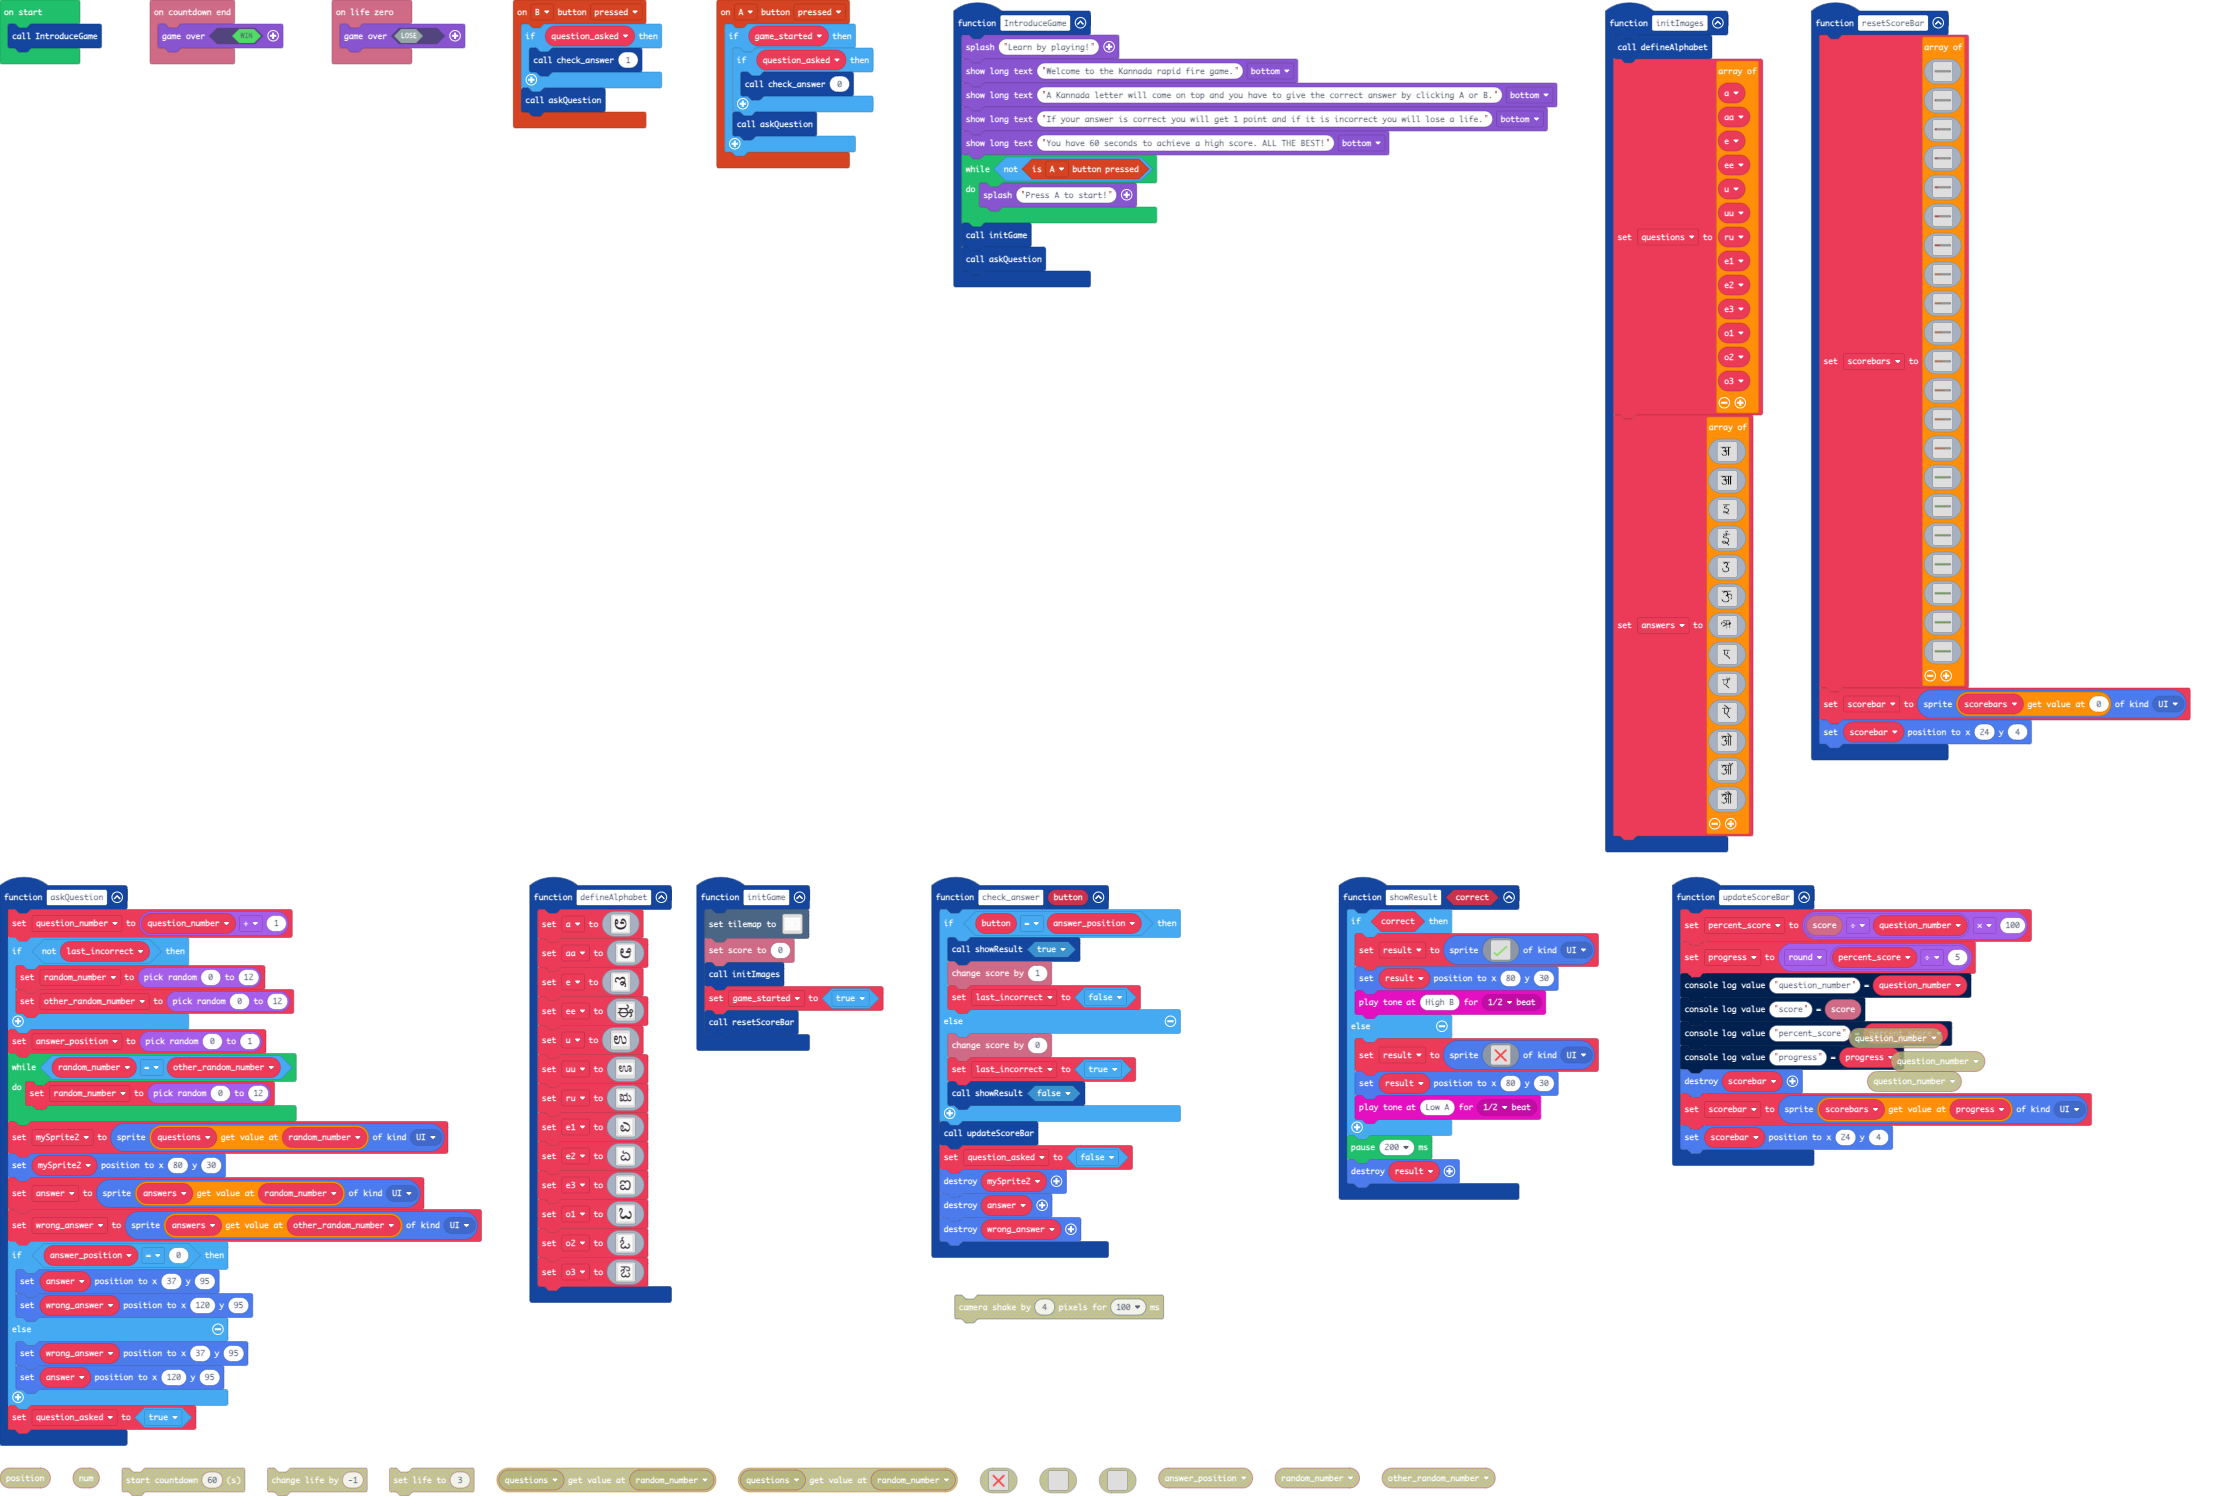 on start
call IntroduceGame
on countdown end
game over WIN
on life zero
game over LOSE
on B button pressed
if question_asked then
call check_answer 1
call askQuestion
on A button pressed
if game_started then
if question_asked then
call check_answer 0
call askQuestion
function IntroduceGame
splash "Learn by playing!"
show long text "Welcome to the Kannada rapid fire game." bottom
show long text "A Kannada letter will come on top and you have to give the correct answer by clicking A or B." bottom
show long text "If your answer is correct you will get 1 point and if it is incorrect you will lose a life." bottom
show long text "You have 60 seconds to achieve a high score. ALL THE BEST!" bottom
while not is A button pressed
do splash "Press A to start!"
call initGame
call askQuestion
function initImages
call defineAlphabet
set questions to array of
a
aa
e
ee
u
uu
ru
e1
e2
e3
o1
o2
o3
set answers to array of
अ
आ
इ
ई
उ
ऊ
ऋ
ए
ऍ
ऐ
ओ
ऑ
औ
function resetScoreBar
set scorebars to array of
set scorebar to sprite scorebars get value at 0 of kind UI
set scorebar position to x 24 y 4
function askQuestion
set question_number to question_number + 1
if not last_incorrect then
set random_number to pick random 0 to 12
set other_random_number to pick random 0 to 12
set answer_position to pick random 0 to 1
while random_number = other_random_number
do set random_number to pick random 0 to 12
set mySprite2 to sprite questions get value at random_number of kind UI
set mySprite2 position to x 80 y 30
set answer to sprite answers get value at random_number of kind UI
set wrong_answer to sprite answers get value at other_random_number of kind UI
if answer_position = 0 then
set answer position to x 37 y 95
set wrong_answer position to x 120 y 95
else
set wrong_answer position to x 37 y 95
set answer position to x 120 y 95
set question_asked to true
function defineAlphabet
set a to ಅ
set aa to ಆ
set e to ಇ
set ee to ಈ
set u to ಉ
set uu to ಊ
set ru to ಋ
set e1 to ಎ
set e2 to ಏ
set e3 to ಐ
set o1 to ಒ
set o2 to ಓ
set o3 to ಔ
function initGame
set tilemap to
set score to 0
call initImages
set game_started to true
call resetScoreBar
function check_answer button
if button = answer_position then
call showResult true
change score by 1
set last_incorrect to false
else
change score by 0
set last_incorrect to true
call showResult false
call updateScoreBar
set question_asked to false
destroy mySprite2
destroy answer
destroy wrong_answer
camera shake by 4 pixels for 100 ms
function showResult correct
if correct then
set result to sprite of kind UI
set result position to x 80 y 30
play tone at High B for 1/2 beat
else
set result to sprite of kind UI
set result position to x 80 y 30
play tone at Low A for 1/2 beat
pause 200 ms
destroy result
function updateScoreBar
set percent_score to score ÷ question_number × 100
set progress to round percent_score ÷ 5
console log value "question_number" = question_number
console log value "score" = score
console log value "percent_score" =
question_number
console log value "progress" = progress
question_number
destroy scorebar
question_number
set scorebar to sprite scorebars get value at progress of kind UI
set scorebar position to x 24 y 4
position
num
start countdown 60 (s)
change life by -1
set life to 3
questions get value at random_number
questions get value at random_number
answer_position
random_number
other_random_number